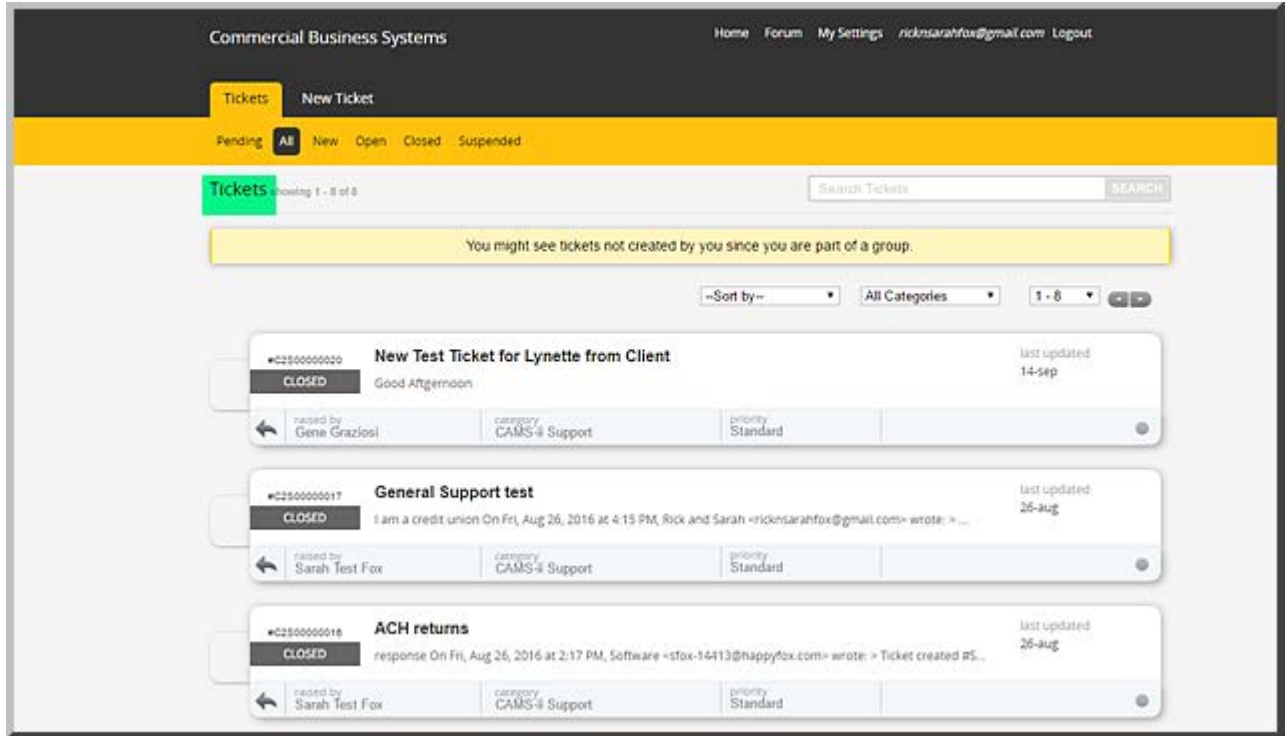 Commercial Business Systems
Home Forum My Settings ricknsarahfox@gmail.com Logout
Tickets New Ticket
Pending All New Open Closed Suspended
Tickets showing 1 - 8 of 8
Search Tickets SEARCH
You might see tickets not created by you since you are part of a group.
--Sort by-- All Categories 1 - 8
#C2500000020 New Test Ticket for Lynette from Client last updated
CLOSED Good Aftgernoon 14-sep
raised by category priority
Gene Graziosi CAMS-ii Support Standard
#C2500000017 General Support test last updated
CLOSED I am a credit union On Fri, Aug 26, 2016 at 4:15 PM, Rick and Sarah <ricknsarahfox@gmail.com> wrote: > ... 26-aug
raised by category priority
Sarah Test Fox CAMS-ii Support Standard
#C2500000016 ACH returns last updated
CLOSED response On Fri, Aug 26, 2016 at 2:17 PM, Software <sfox-14413@happyfox.com> wrote: > Ticket created #S... 26-aug
raised by category priority
Sarah Test Fox CAMS-ii Support Standard